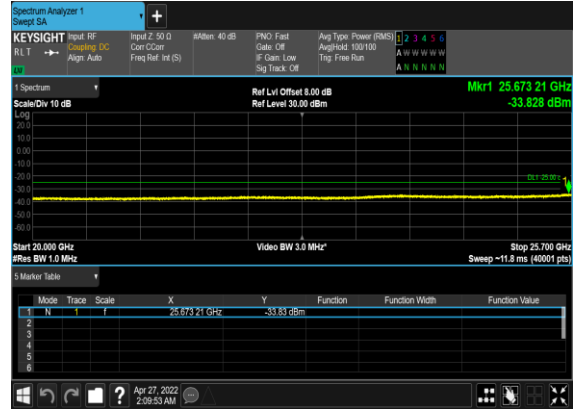 Spectrum Analyzer 1
Swept SA
KEYSIGHT
RLT
LM
Input: RF
Coupling: DC
Align: Auto
Input Z: 50 Ω
Corr CCorr
Freq Ref: Int (S)
#Atten: 40 dB
PNO: Fast
Gate: Off
IF Gain: Low
Sig Track: Off
Avg Type: Power (RMS)
Avg|Hold: 100/100
Trig: Free Run
1 2 3 4 5 6
A W W W W W
A N N N N N
1 Spectrum
Scale/Div 10 dB
Ref Lvl Offset 8.00 dB
Ref Level 30.00 dBm
Mkr1 25.673 21 GHz
-33.828 dBm
Log
20.0
10.0
0.00
-10.0
-20.0
-30.0
-40.0
-50.0
-60.0
DL1 -25.00
1
Start 20.000 GHz
#Res BW 1.0 MHz
Video BW 3.0 MHz*
Stop 25.700 GHz
Sweep ~11.8 ms (40001 pts)
5 Marker Table
Mode Trace Scale X Y Function Function Width Function Value
1 N 1 f 25.673 21 GHz -33.83 dBm
2
3
4
5
6
?
Apr 27, 2022
2:09:53 AM